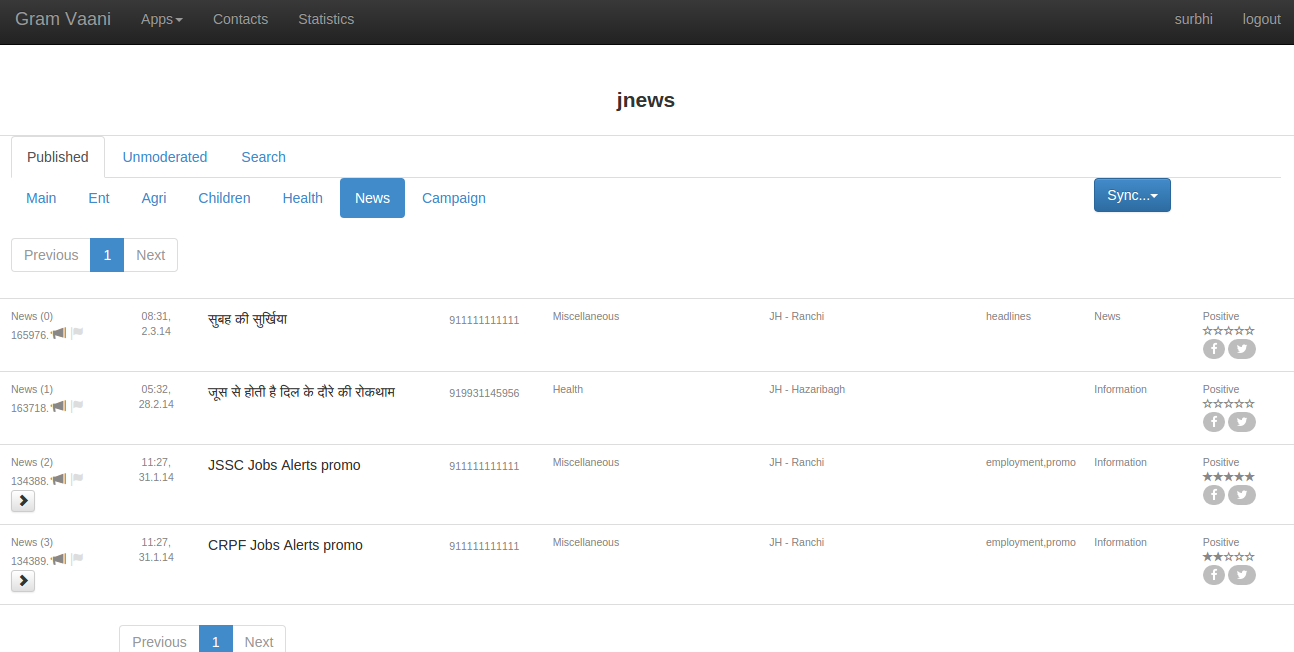 Gram Vaani Apps Contacts Statistics surbhi logout
jnews
Published Unmoderated Search
Main Ent Agri Children Health News Campaign Sync...
Previous 1 Next
News (0) 08:31, सुबह की सुर्खिया 911111111111 Miscellaneous JH - Ranchi headlines News Positive
165976. 2.3.14
News (1) 05:32, जूस से होती है दिल के दौरे की रोकथाम 919931145956 Health JH - Hazaribagh Information Positive
163718. 28.2.14
News (2) 11:27, JSSC Jobs Alerts promo 911111111111 Miscellaneous JH - Ranchi employment,promo Information Positive
134388. 31.1.14
News (3) 11:27, CRPF Jobs Alerts promo 911111111111 Miscellaneous JH - Ranchi employment,promo Information Positive
134389. 31.1.14
Previous 1 Next